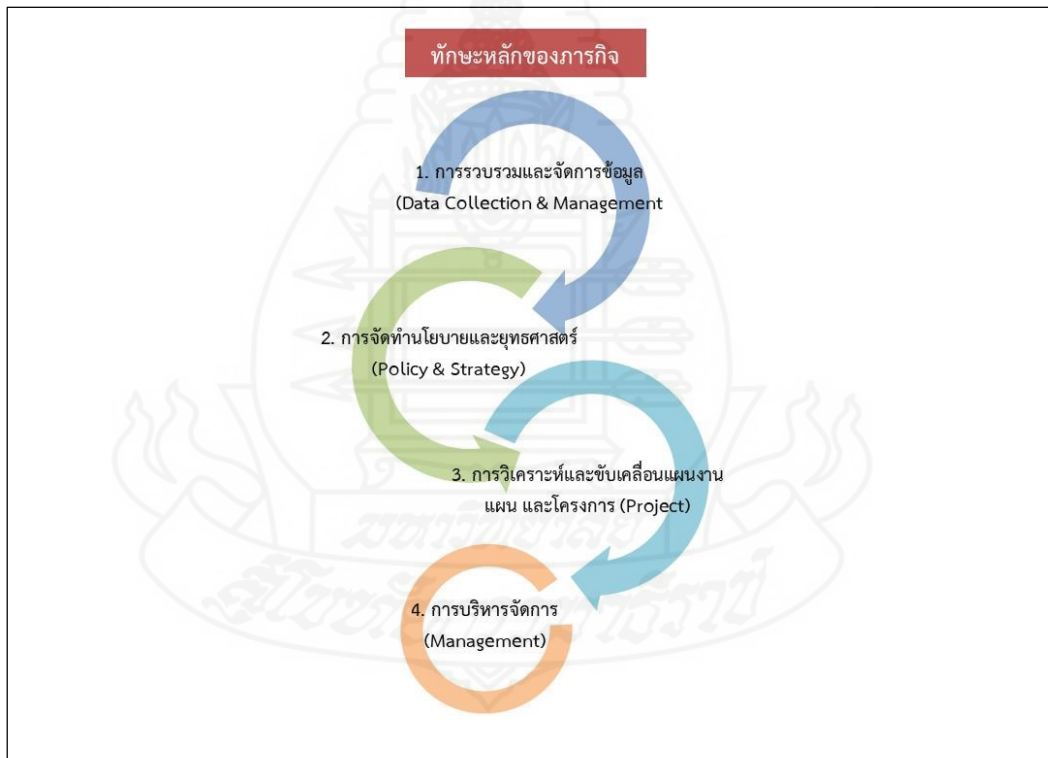 ทักษะหลักของภารกิจ
1. การรวบรวมและจัดการข้อมูล
(Data Collection & Management
2. การจัดทำนโยบายและยุทธศาสตร์
(Policy & Strategy)
3. การวิเคราะห์และขับเคลื่อนแผนงาน
แผน และโครงการ (Project)
4. การบริหารจัดการ
(Management)